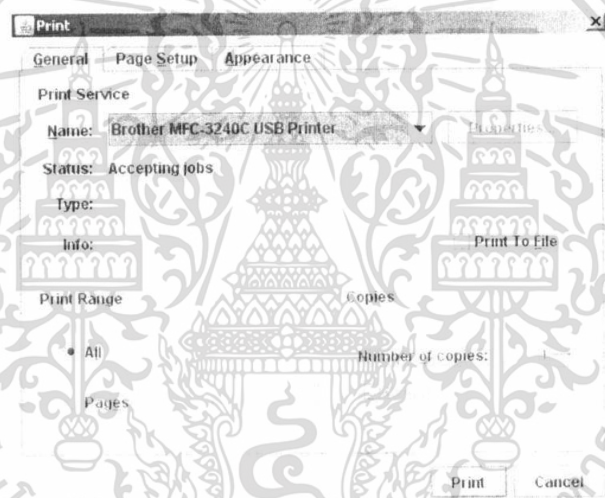 Print
General Page Setup Appearance
Print Service
Name: Brother MFC-3240C USB Printer Properties...
Status: Accepting jobs
Type:
Info: Print To File
Print Range Copies
All Number of copies:
Pages
Print Cancel